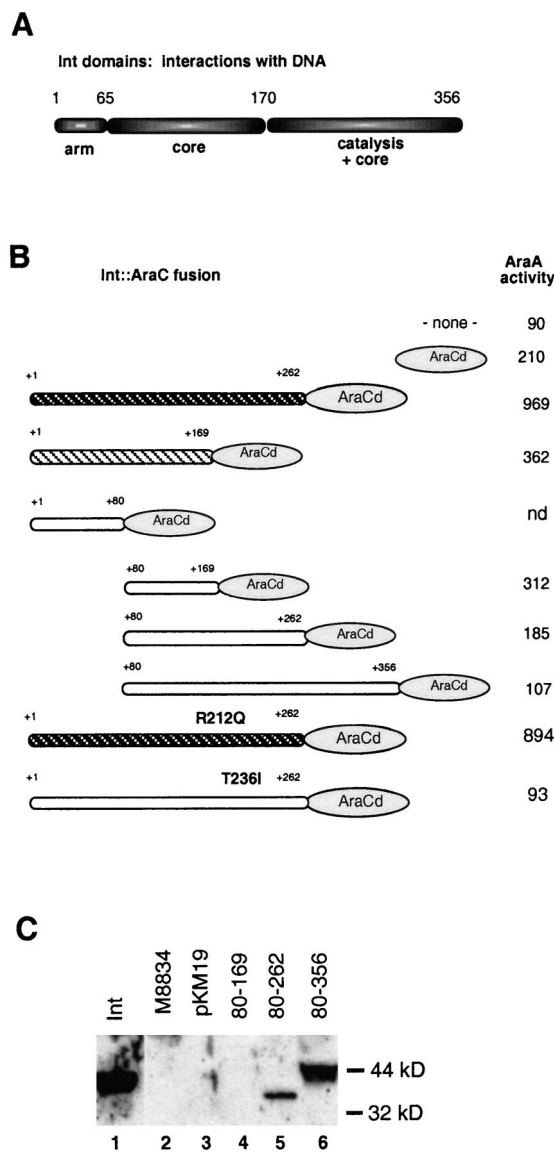 A
Int domains: interactions with DNA
1 65 170 356
arm core catalysis
+ core
B
Int::AraC fusion
AraA
activity
- none - 90
AraCd 210
+1 +262
AraCd 969
+1 +169
AraCd 362
+1 +80
AraCd nd
+80 +169
AraCd 312
+80 +262
AraCd 185
+80 +356
AraCd 107
+1 R212Q +262
AraCd 894
+1 T236I +262
AraCd 93
C
Int M8834 pKM19 80-169 80-262 80-356
44 kD
32 kD
1 2 3 4 5 6